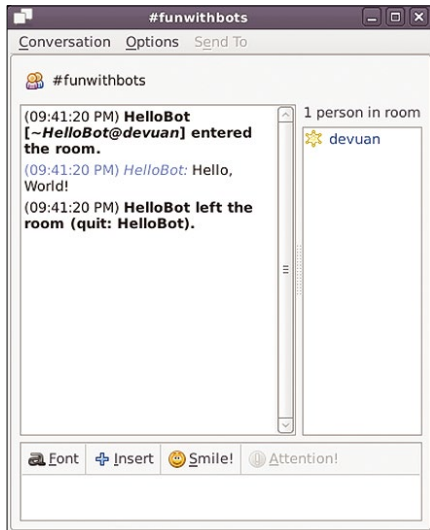 #funwithbots
Conversation Options Send To
#funwithbots
(09:41:20 PM) HelloBot
[~HelloBot@devuan] entered
the room.
(09:41:20 PM) HelloBot: Hello,
World!
(09:41:20 PM) HelloBot left the
room (quit: HelloBot).
1 person in room
devuan
Font Insert Smile! Attention!